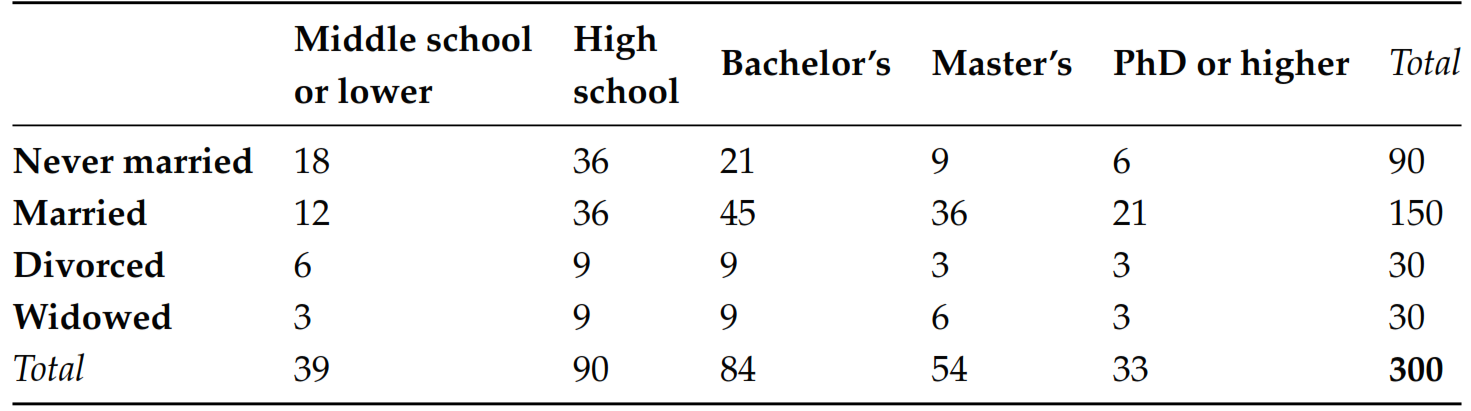 Middle school or lower High school Bachelor's Master's PhD or higher Total
Never married 18 36 21 9 6 90
Married 12 36 45 36 21 150
Divorced 6 9 9 3 3 30
Widowed 3 9 9 6 3 30
Total 39 90 84 54 33 300